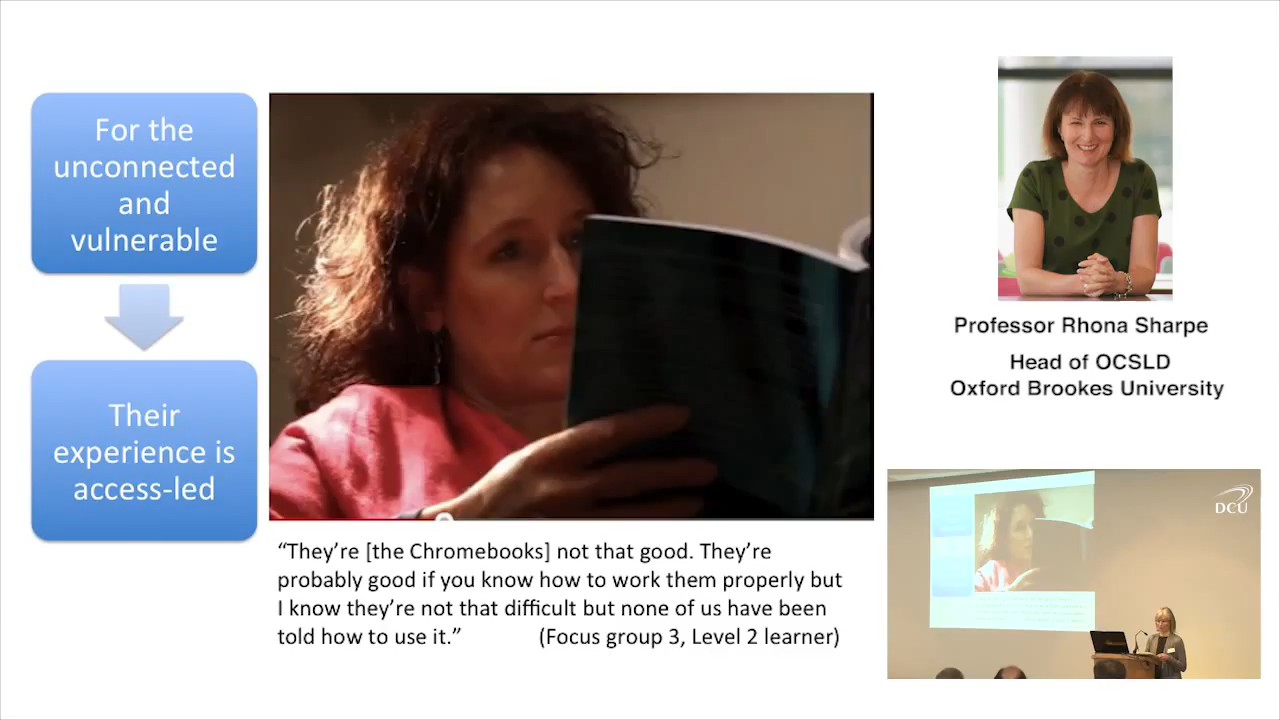 For the
unconnected
and
vulnerable
Their
experience is
access-led
“They’re [the Chromebooks] not that good. They’re
probably good if you know how to work them properly but
I know they’re not that difficult but none of us have been
told how to use it.” (Focus group 3, Level 2 learner)
Professor Rhona Sharpe
Head of OCSLD
Oxford Brookes University
DCU